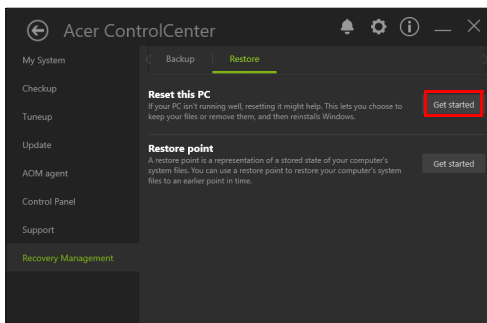 Acer ControlCenter
My System
Checkup
Tuneup
Update
AOM agent
Control Panel
Support
Recovery Management
Backup
Restore
Reset this PC
If your PC isn't running well, resetting it might help. This lets you choose to
keep your files or remove them, and then reinstalls Windows.
Get started
Restore point
A restore point is a representation of a stored state of your computer's
system files. You can use a restore point to restore your computer's system
files to an earlier point in time.
Get started